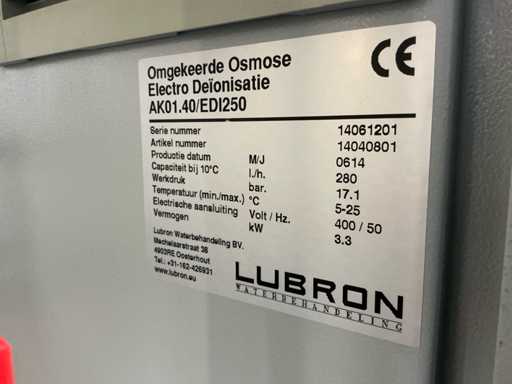 Omgekeerde Osmose
Electro Deïonisatie
AK01.40/EDI250
CE
Serie nummer 14061201
Artikel nummer 14040801
Productie datum M/J 0614
Capaciteit bij 10°C l./h. 280
Werkdruk bar. 17.1
Temperatuur (min./max.) °C 5-25
Electrische aansluiting Volt / Hz. 400 / 50
Vermogen kW 3.3
Lubron Waterbehandeling BV.
Mechelaarstraat 38
4903RE Oosterhout
Tel.: +31-162-426931
www.lubron.eu
LUBRON
WATERBEHANDELING